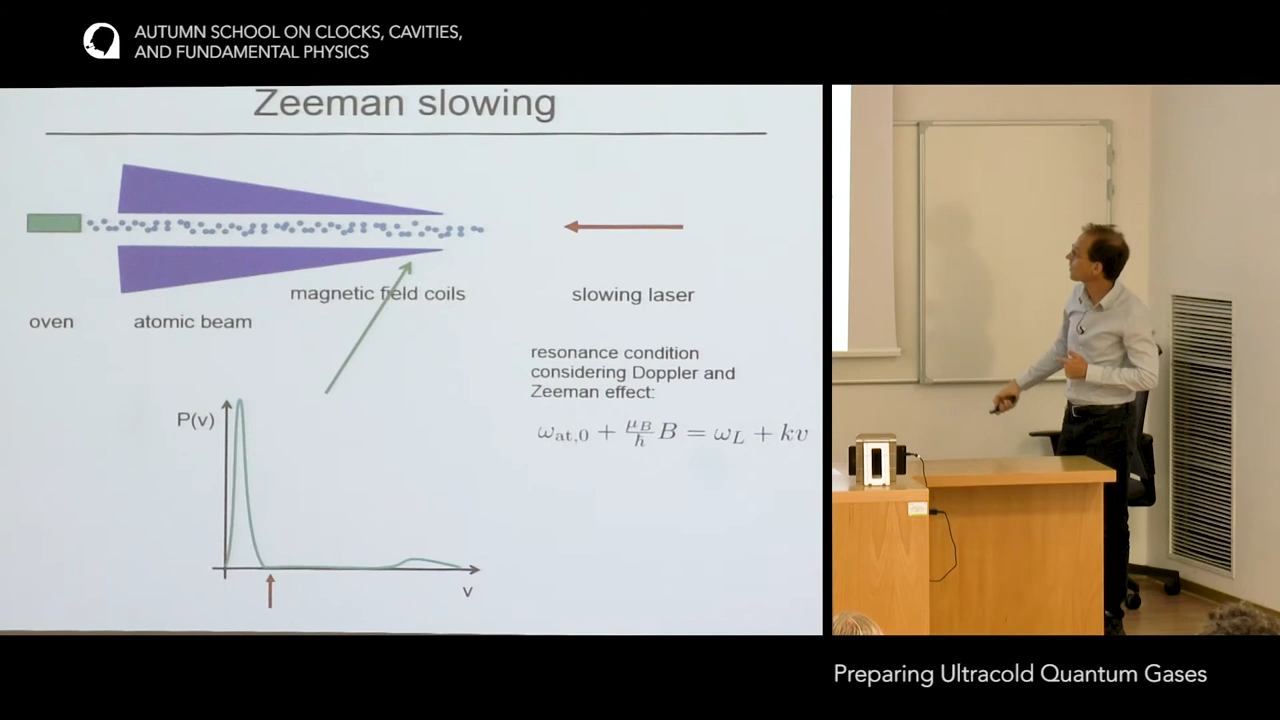 AUTUMN SCHOOL ON CLOCKS, CAVITIES,
AND FUNDAMENTAL PHYSICS
Zeeman slowing
magnetic field coils
slowing laser
oven
atomic beam
resonance condition
considering Doppler and
Zeeman effect:
P(v)
ω_at,0 + μ_B/ħ B = ω_L + kv
v
Preparing Ultracold Quantum Gases